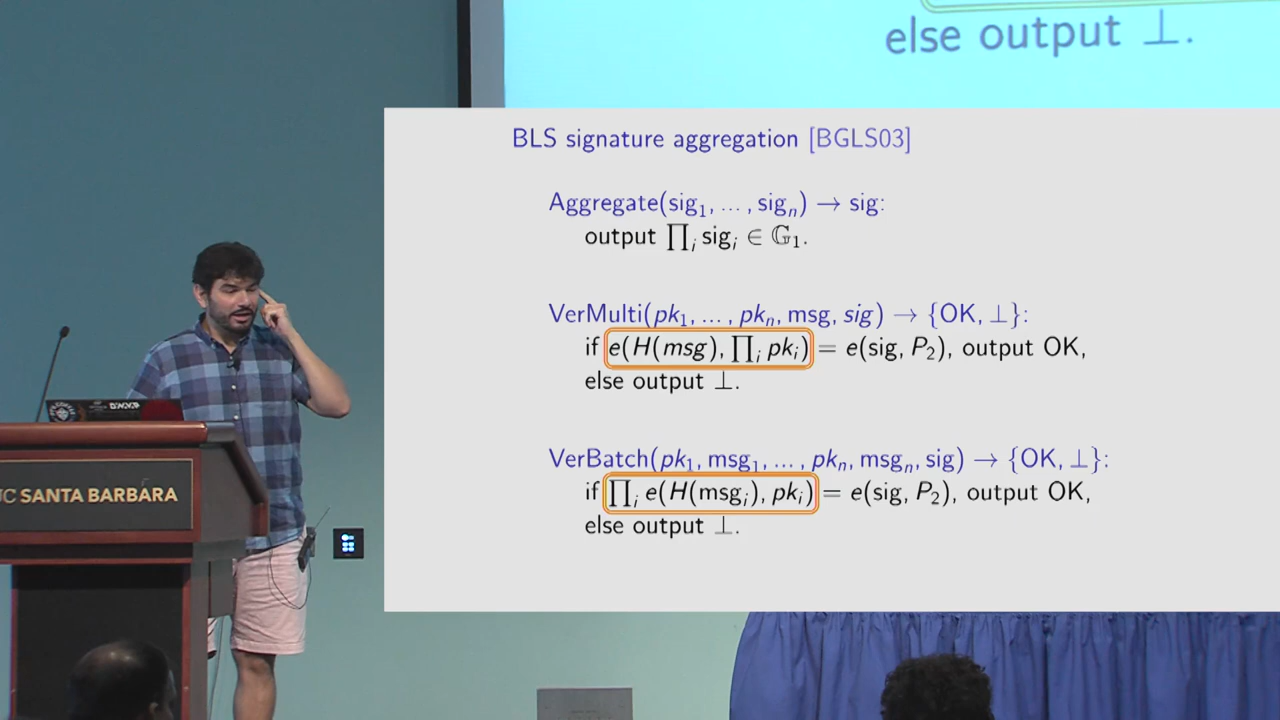 else output ⊥.
BLS signature aggregation [BGLS03]
Aggregate(sig₁, ... , sigₙ) → sig:
output ∏ᵢ sigᵢ ∈ 𝔾₁.
VerMulti(pk₁, ... , pkₙ, msg, sig) → {OK, ⊥}:
if e(H(msg), ∏ᵢ pkᵢ) = e(sig, P₂), output OK,
else output ⊥.
VerBatch(pk₁, msg₁, ... , pkₙ, msgₙ, sig) → {OK, ⊥}:
if ∏ᵢ e(H(msgᵢ), pkᵢ) = e(sig, P₂), output OK,
else output ⊥.
UC SANTA BARBARA